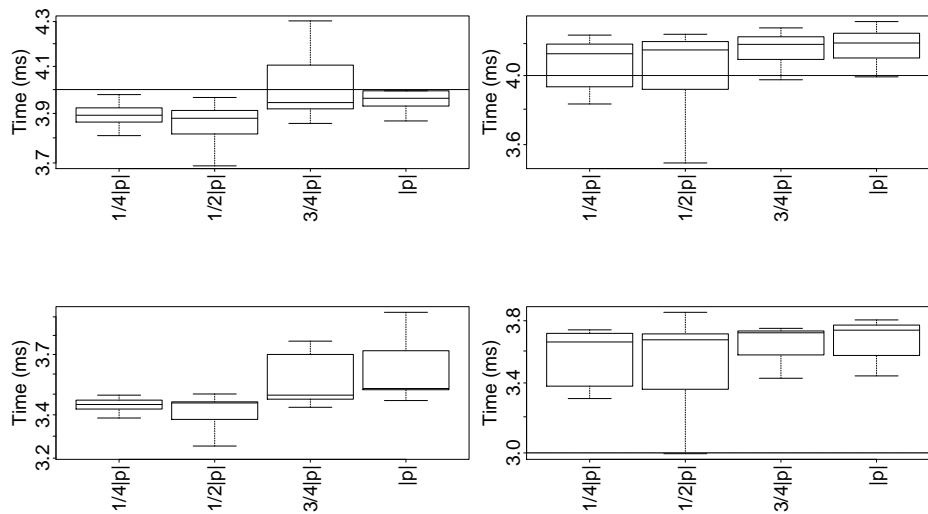 4.3
4.1
3.9
3.7
Time (ms)
1/4|p|
1/2|p|
3/4|p|
|p|
4.0
3.6
Time (ms)
1/4|p|
1/2|p|
3/4|p|
|p|
3.7
3.4
3.2
Time (ms)
1/4|p|
1/2|p|
3/4|p|
|p|
3.8
3.4
3.0
Time (ms)
1/4|p|
1/2|p|
3/4|p|
|p|